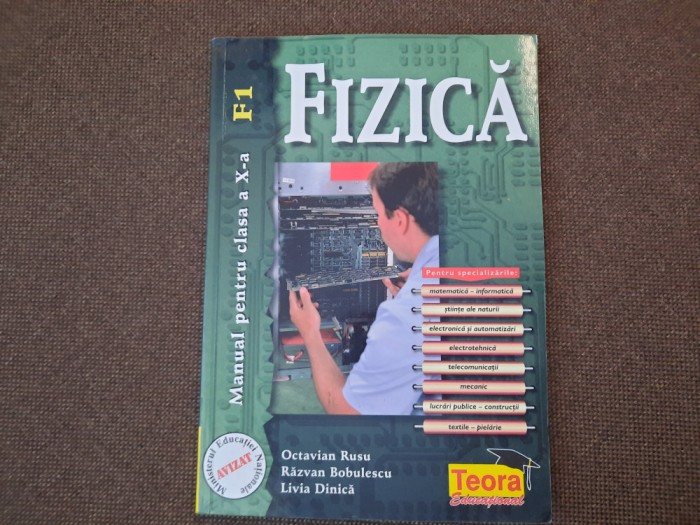 FIZICĂ
F1
Manual pentru clasa a X-a
Pentru specializările:
matematică – informatică
științe ale naturii
electronică și automatizări
electrotehnică
telecomunicații
mecanic
lucrări publice – construcții
textile – pielărie
Ministerul Educației Naționale
AVIZAT
Octavian Rusu
Răzvan Bobulescu
Livia Dinică
Teora
Educațional